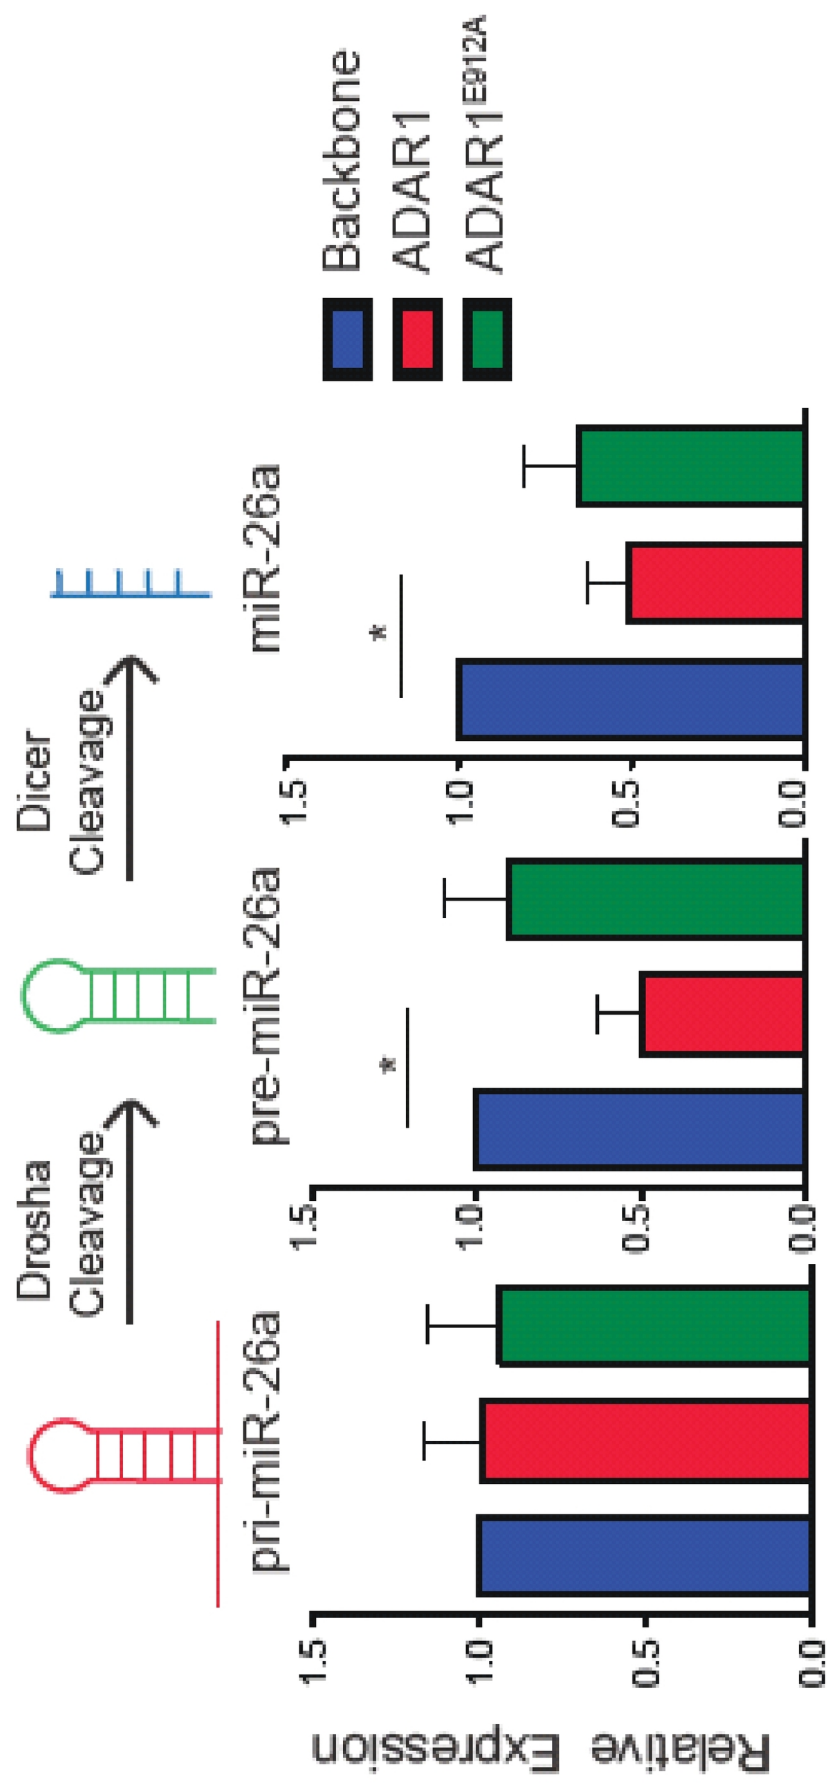 Drosha
Cleavage
Dicer
Cleavage
pri-miR-26a
pre-miR-26a
miR-26a
Relative Expression
1.5
1.0
0.5
0.0
1.5
1.0
0.5
0.0
*
1.5
1.0
0.5
0.0
*
Backbone
ADAR1
ADAR1E912A